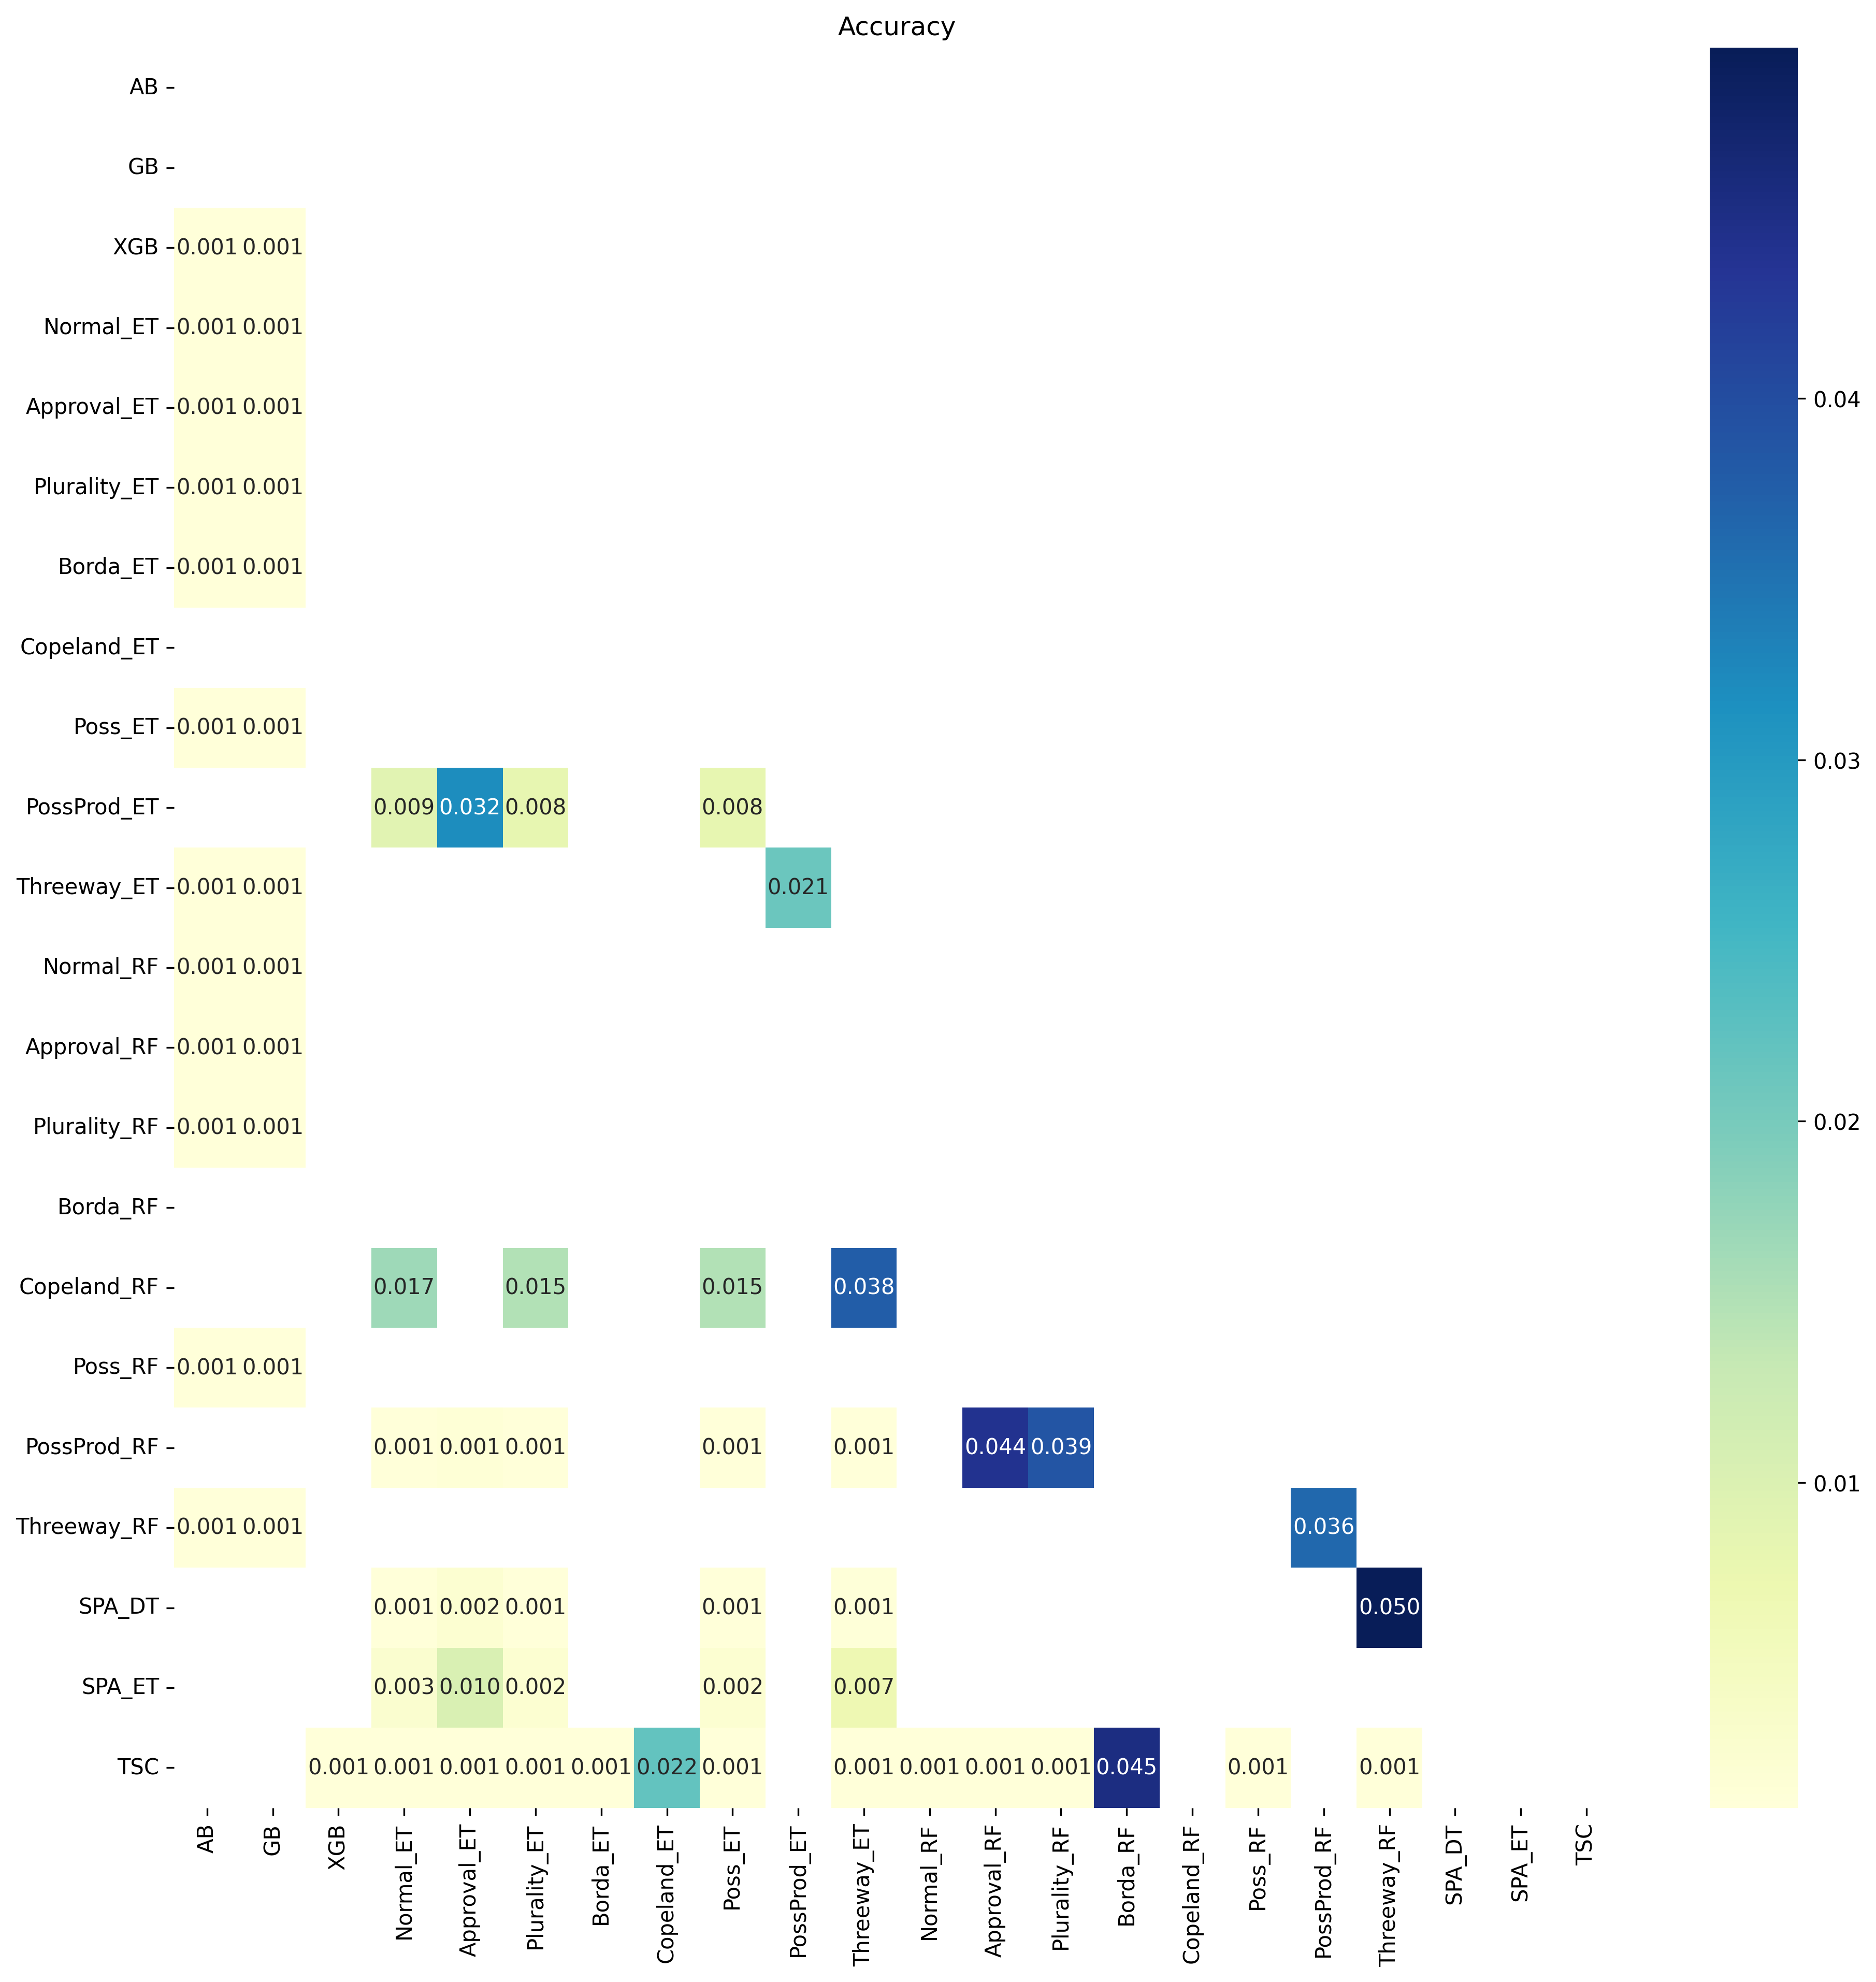 Accuracy
AB
GB
XGB 0.001 0.001
Normal_ET 0.001 0.001
Approval_ET 0.001 0.001
Plurality_ET 0.001 0.001
Borda_ET 0.001 0.001
Copeland_ET
Poss_ET 0.001 0.001
PossProd_ET 0.009 0.032 0.008 0.008
Threeway_ET 0.001 0.001 0.021
Normal_RF 0.001 0.001
Approval_RF 0.001 0.001
Plurality_RF 0.001 0.001
Borda_RF
Copeland_RF 0.017 0.015 0.015 0.038
Poss_RF 0.001 0.001
PossProd_RF 0.001 0.001 0.001 0.001 0.001 0.044 0.039
Threeway_RF 0.001 0.001 0.036
SPA_DT 0.001 0.002 0.001 0.001 0.001 0.050
SPA_ET 0.003 0.010 0.002 0.002 0.007
TSC 0.001 0.001 0.001 0.001 0.001 0.022 0.001 0.001 0.001 0.001 0.001 0.045 0.001 0.001
AB
GB
XGB
Normal_ET
Approval_ET
Plurality_ET
Borda_ET
Copeland_ET
Poss_ET
PossProd_ET
Threeway_ET
Normal_RF
Approval_RF
Plurality_RF
Borda_RF
Copeland_RF
Poss_RF
PossProd_RF
Threeway_RF
SPA_DT
SPA_ET
TSC
0.04
0.03
0.02
0.01